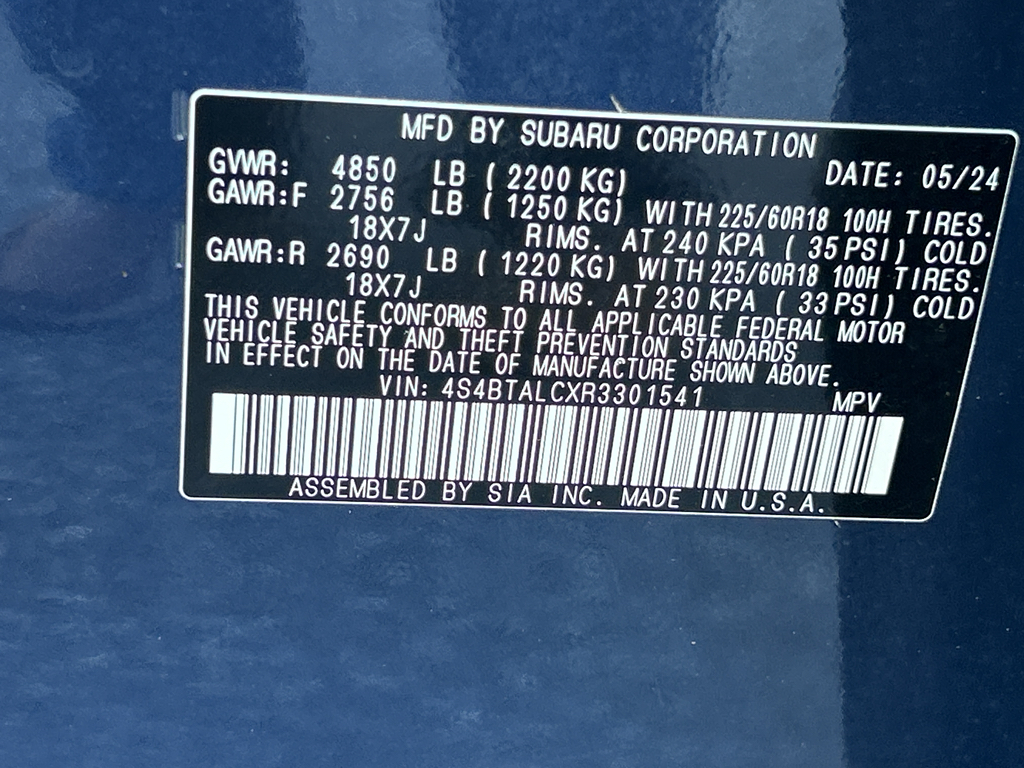 MFD BY SUBARU CORPORATION
GVWR: 4850 LB ( 2200 KG) DATE: 05/24
GAWR:F 2756 LB ( 1250 KG) WITH 225/60R18 100H TIRES.
18X7J RIMS. AT 240 KPA ( 35 PSI) COLD
GAWR:R 2690 LB ( 1220 KG) WITH 225/60R18 100H TIRES.
18X7J RIMS. AT 230 KPA ( 33 PSI) COLD
THIS VEHICLE CONFORMS TO ALL APPLICABLE FEDERAL MOTOR
VEHICLE SAFETY AND THEFT PREVENTION STANDARDS
IN EFFECT ON THE DATE OF MANUFACTURE SHOWN ABOVE.
VIN: 4S4BTALCXR3301541 MPV
ASSEMBLED BY SIA INC. MADE IN U.S.A.